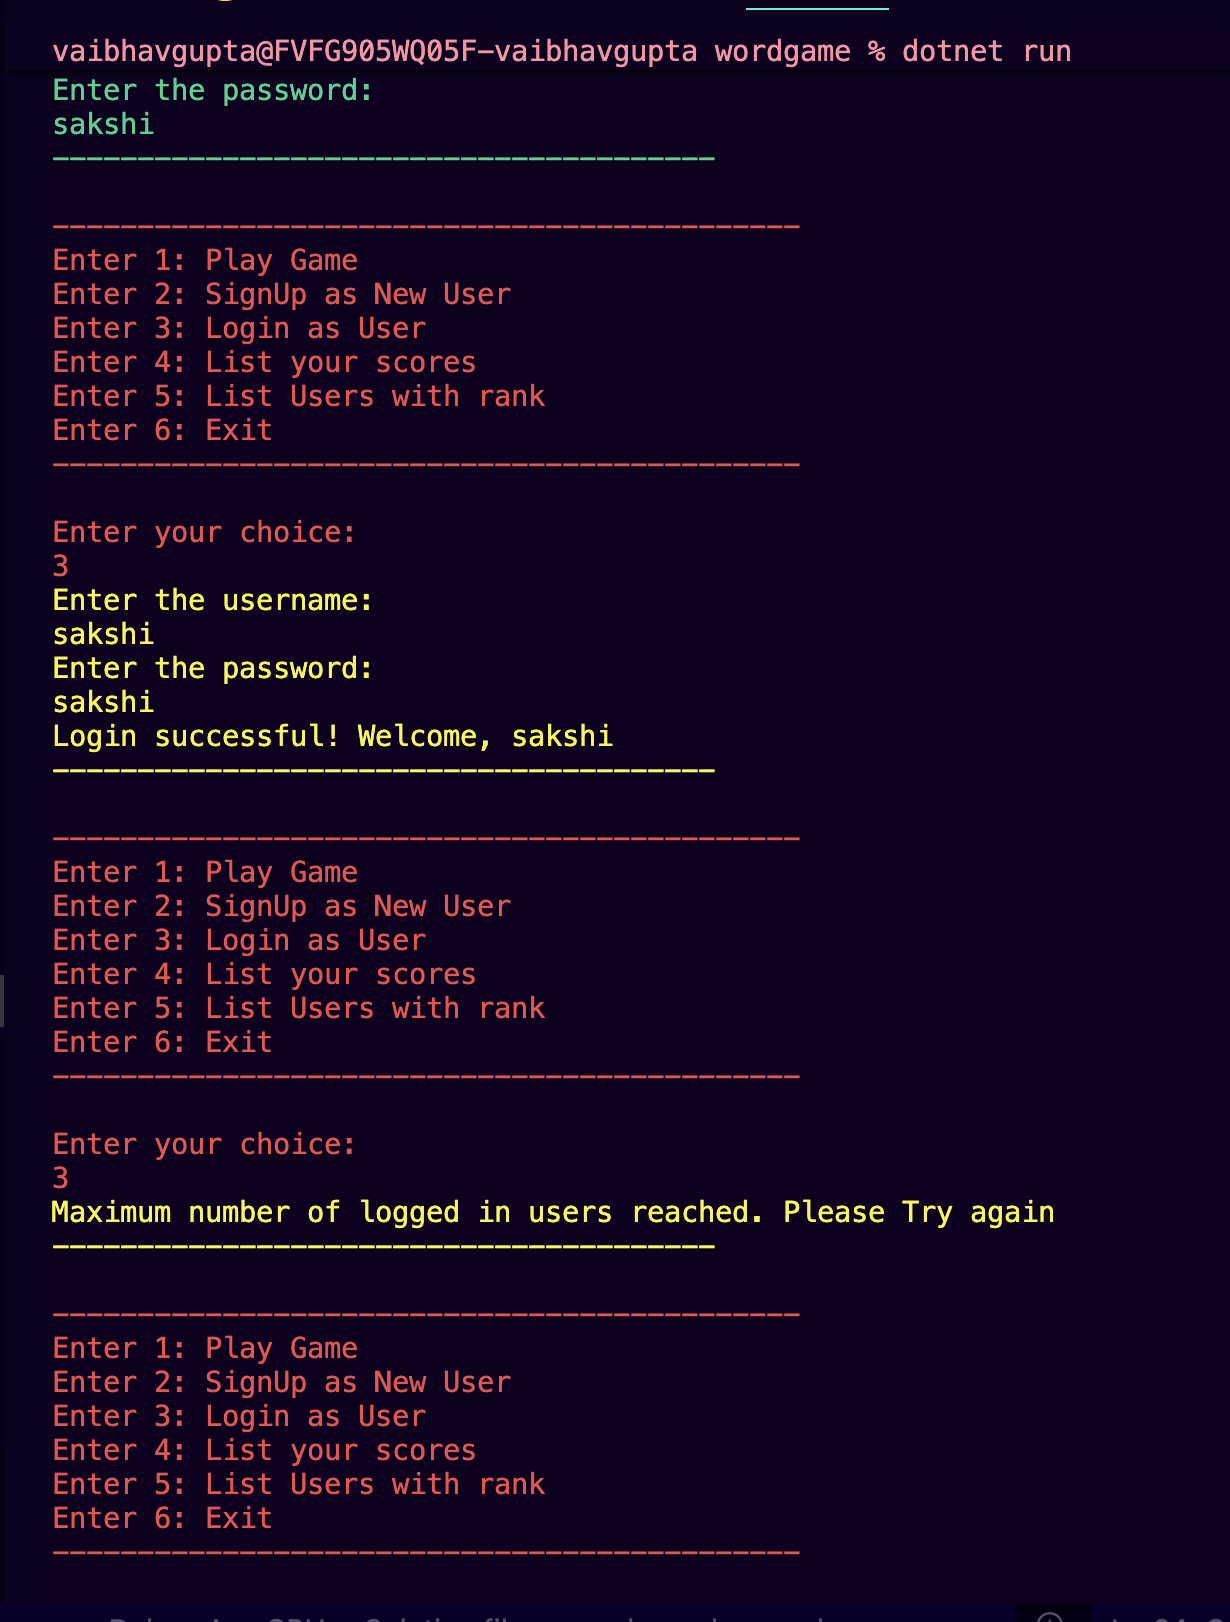 vaibhavgupta@FVFG905WQ05F-vaibhavgupta wordgame % dotnet run
Enter the password:
sakshi
---------------------------------------
--------------------------------------------
Enter 1: Play Game
Enter 2: SignUp as New User
Enter 3: Login as User
Enter 4: List your scores
Enter 5: List Users with rank
Enter 6: Exit
--------------------------------------------
Enter your choice:
3
Enter the username:
sakshi
Enter the password:
sakshi
Login successful! Welcome, sakshi
---------------------------------------
--------------------------------------------
Enter 1: Play Game
Enter 2: SignUp as New User
Enter 3: Login as User
Enter 4: List your scores
Enter 5: List Users with rank
Enter 6: Exit
--------------------------------------------
Enter your choice:
3
Maximum number of logged in users reached. Please Try again
---------------------------------------
--------------------------------------------
Enter 1: Play Game
Enter 2: SignUp as New User
Enter 3: Login as User
Enter 4: List your scores
Enter 5: List Users with rank
Enter 6: Exit
--------------------------------------------